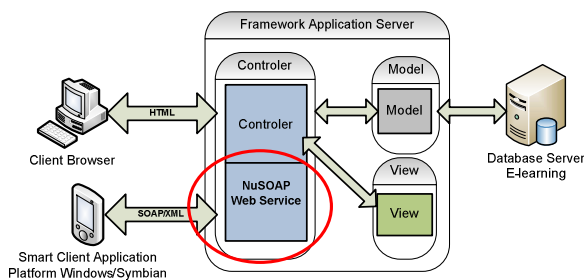 Framework Application Server
Controler
Model
HTML
Controler
Model
Client Browser
Database Server
E-learning
View
NuSOAP
Web Service
View
SOAP/XML
Smart Client Application
Platform Windows/Symbian